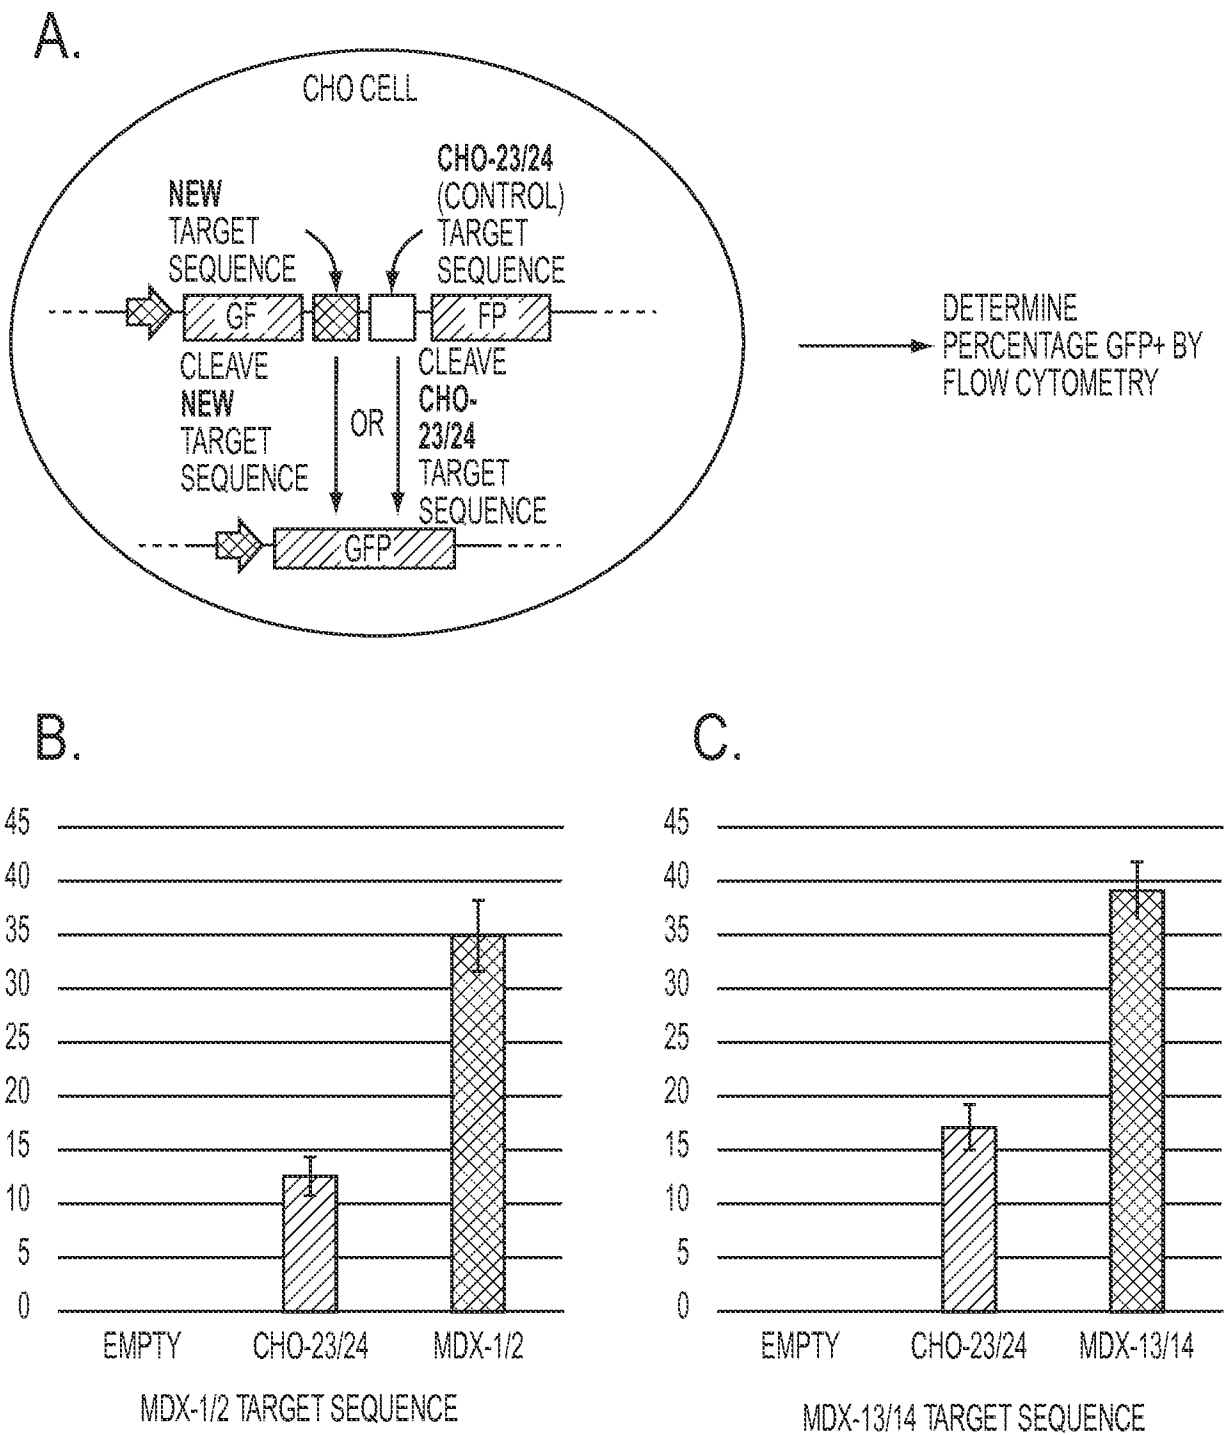 A.
CHO CELL
NEW
TARGET
SEQUENCE
CHO-23/24
(CONTROL)
TARGET
SEQUENCE
GF
FP
CLEAVE
NEW
TARGET
SEQUENCE
OR
CLEAVE
CHO-
23/24
TARGET
SEQUENCE
GFP
DETERMINE
PERCENTAGE GFP+ BY
FLOW CYTOMETRY
B.
45
40
35
30
25
20
15
10
5
0
EMPTY CHO-23/24 MDX-1/2
MDX-1/2 TARGET SEQUENCE
C.
45
40
35
30
25
20
15
10
5
0
EMPTY CHO-23/24 MDX-13/14
MDX-13/14 TARGET SEQUENCE